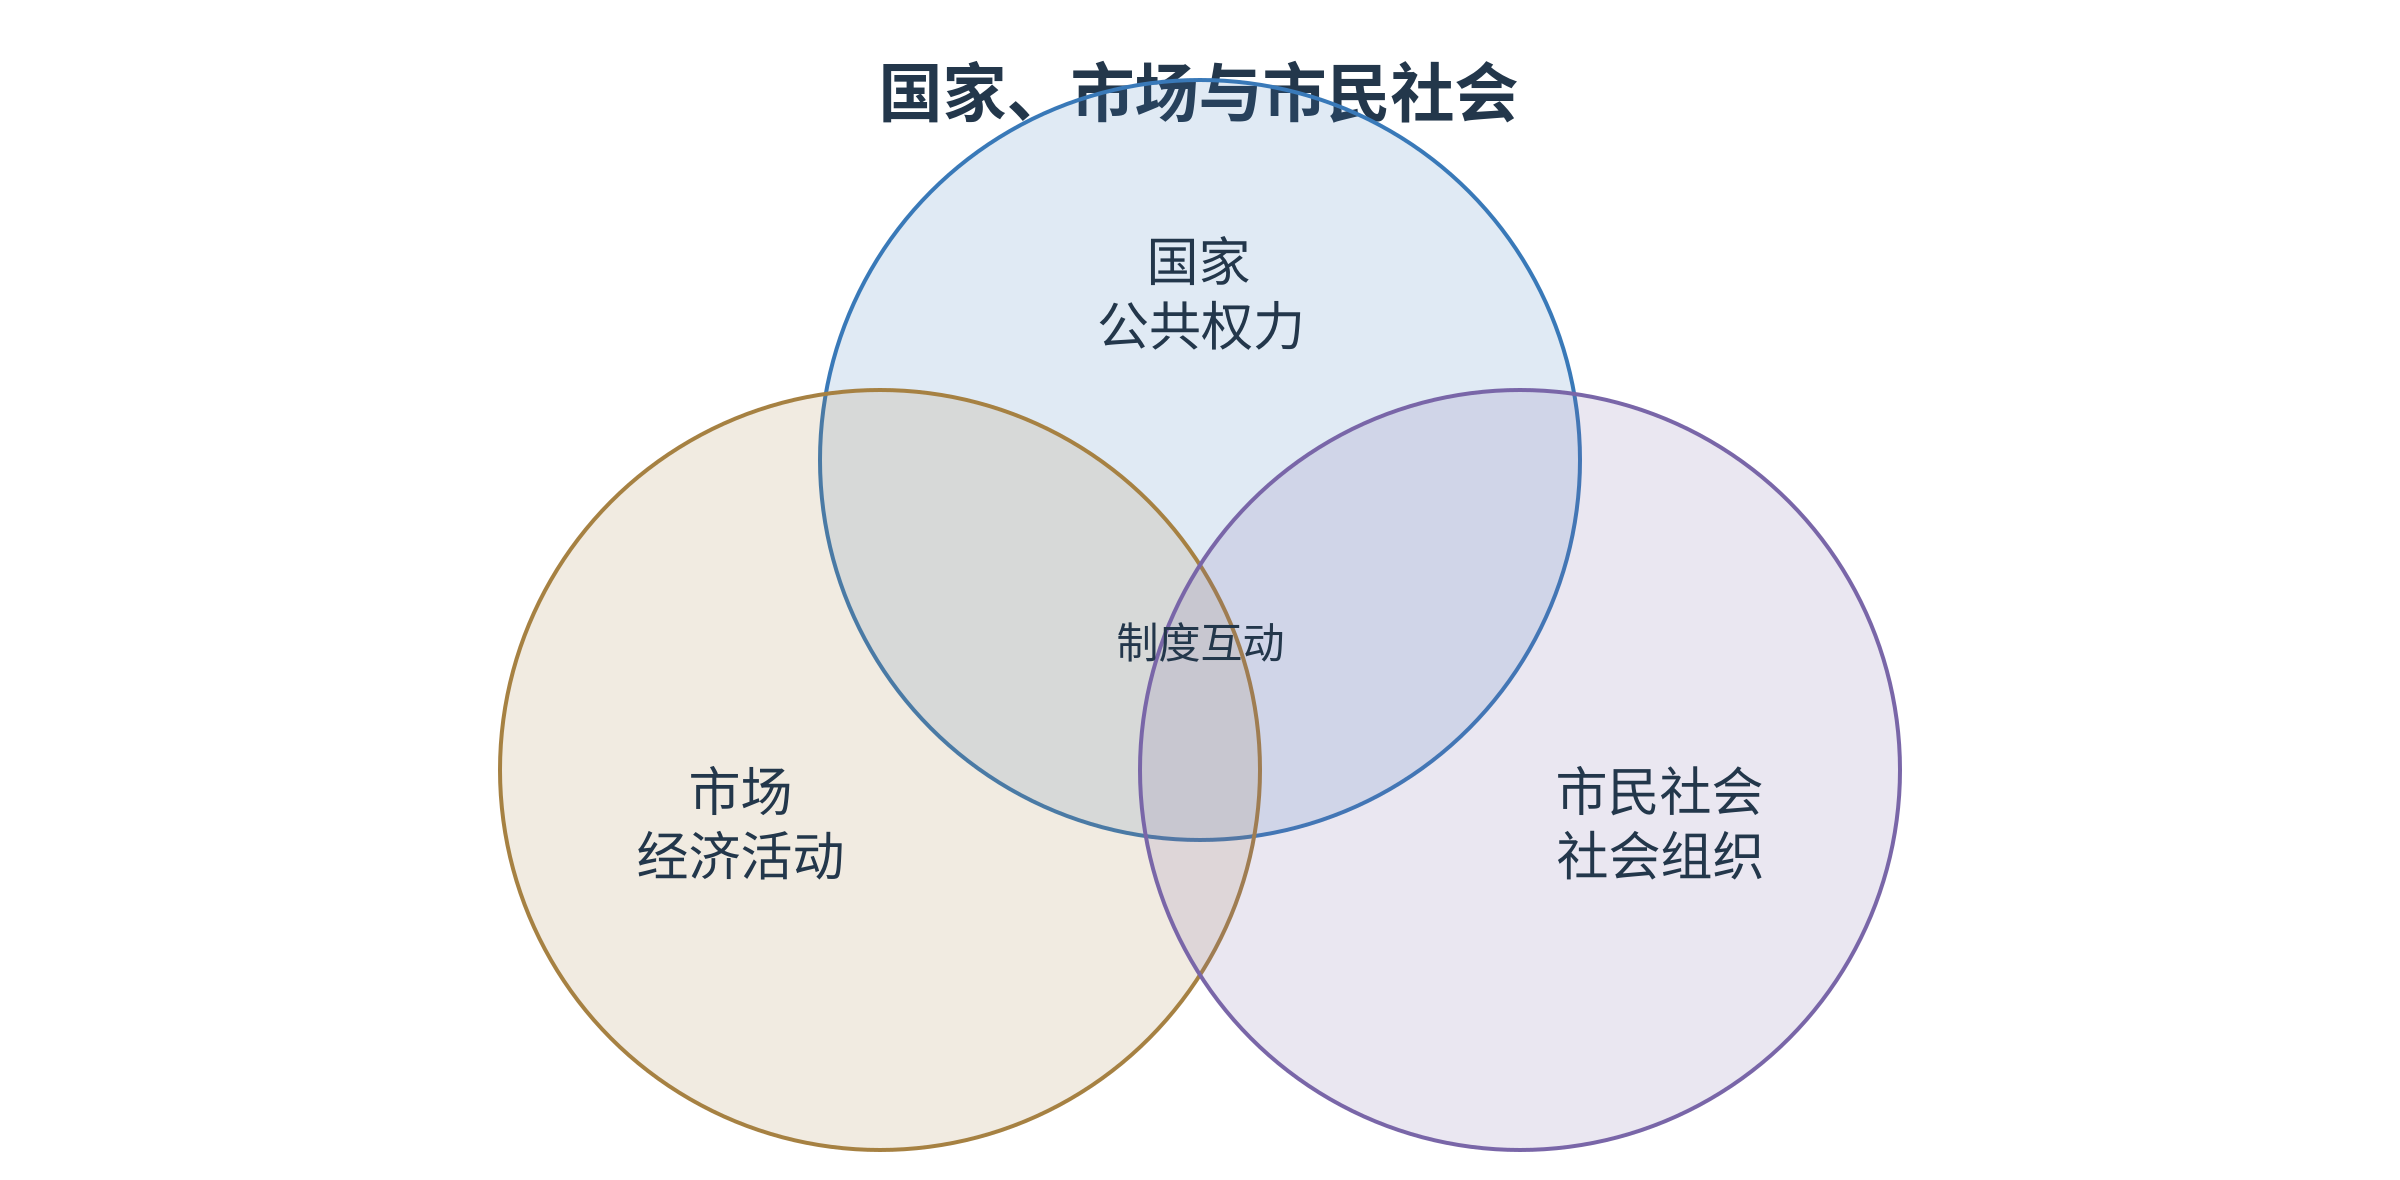 国家、市场与市民社会
国家
公共权力
制度互动
市场
经济活动
市民社会
社会组织